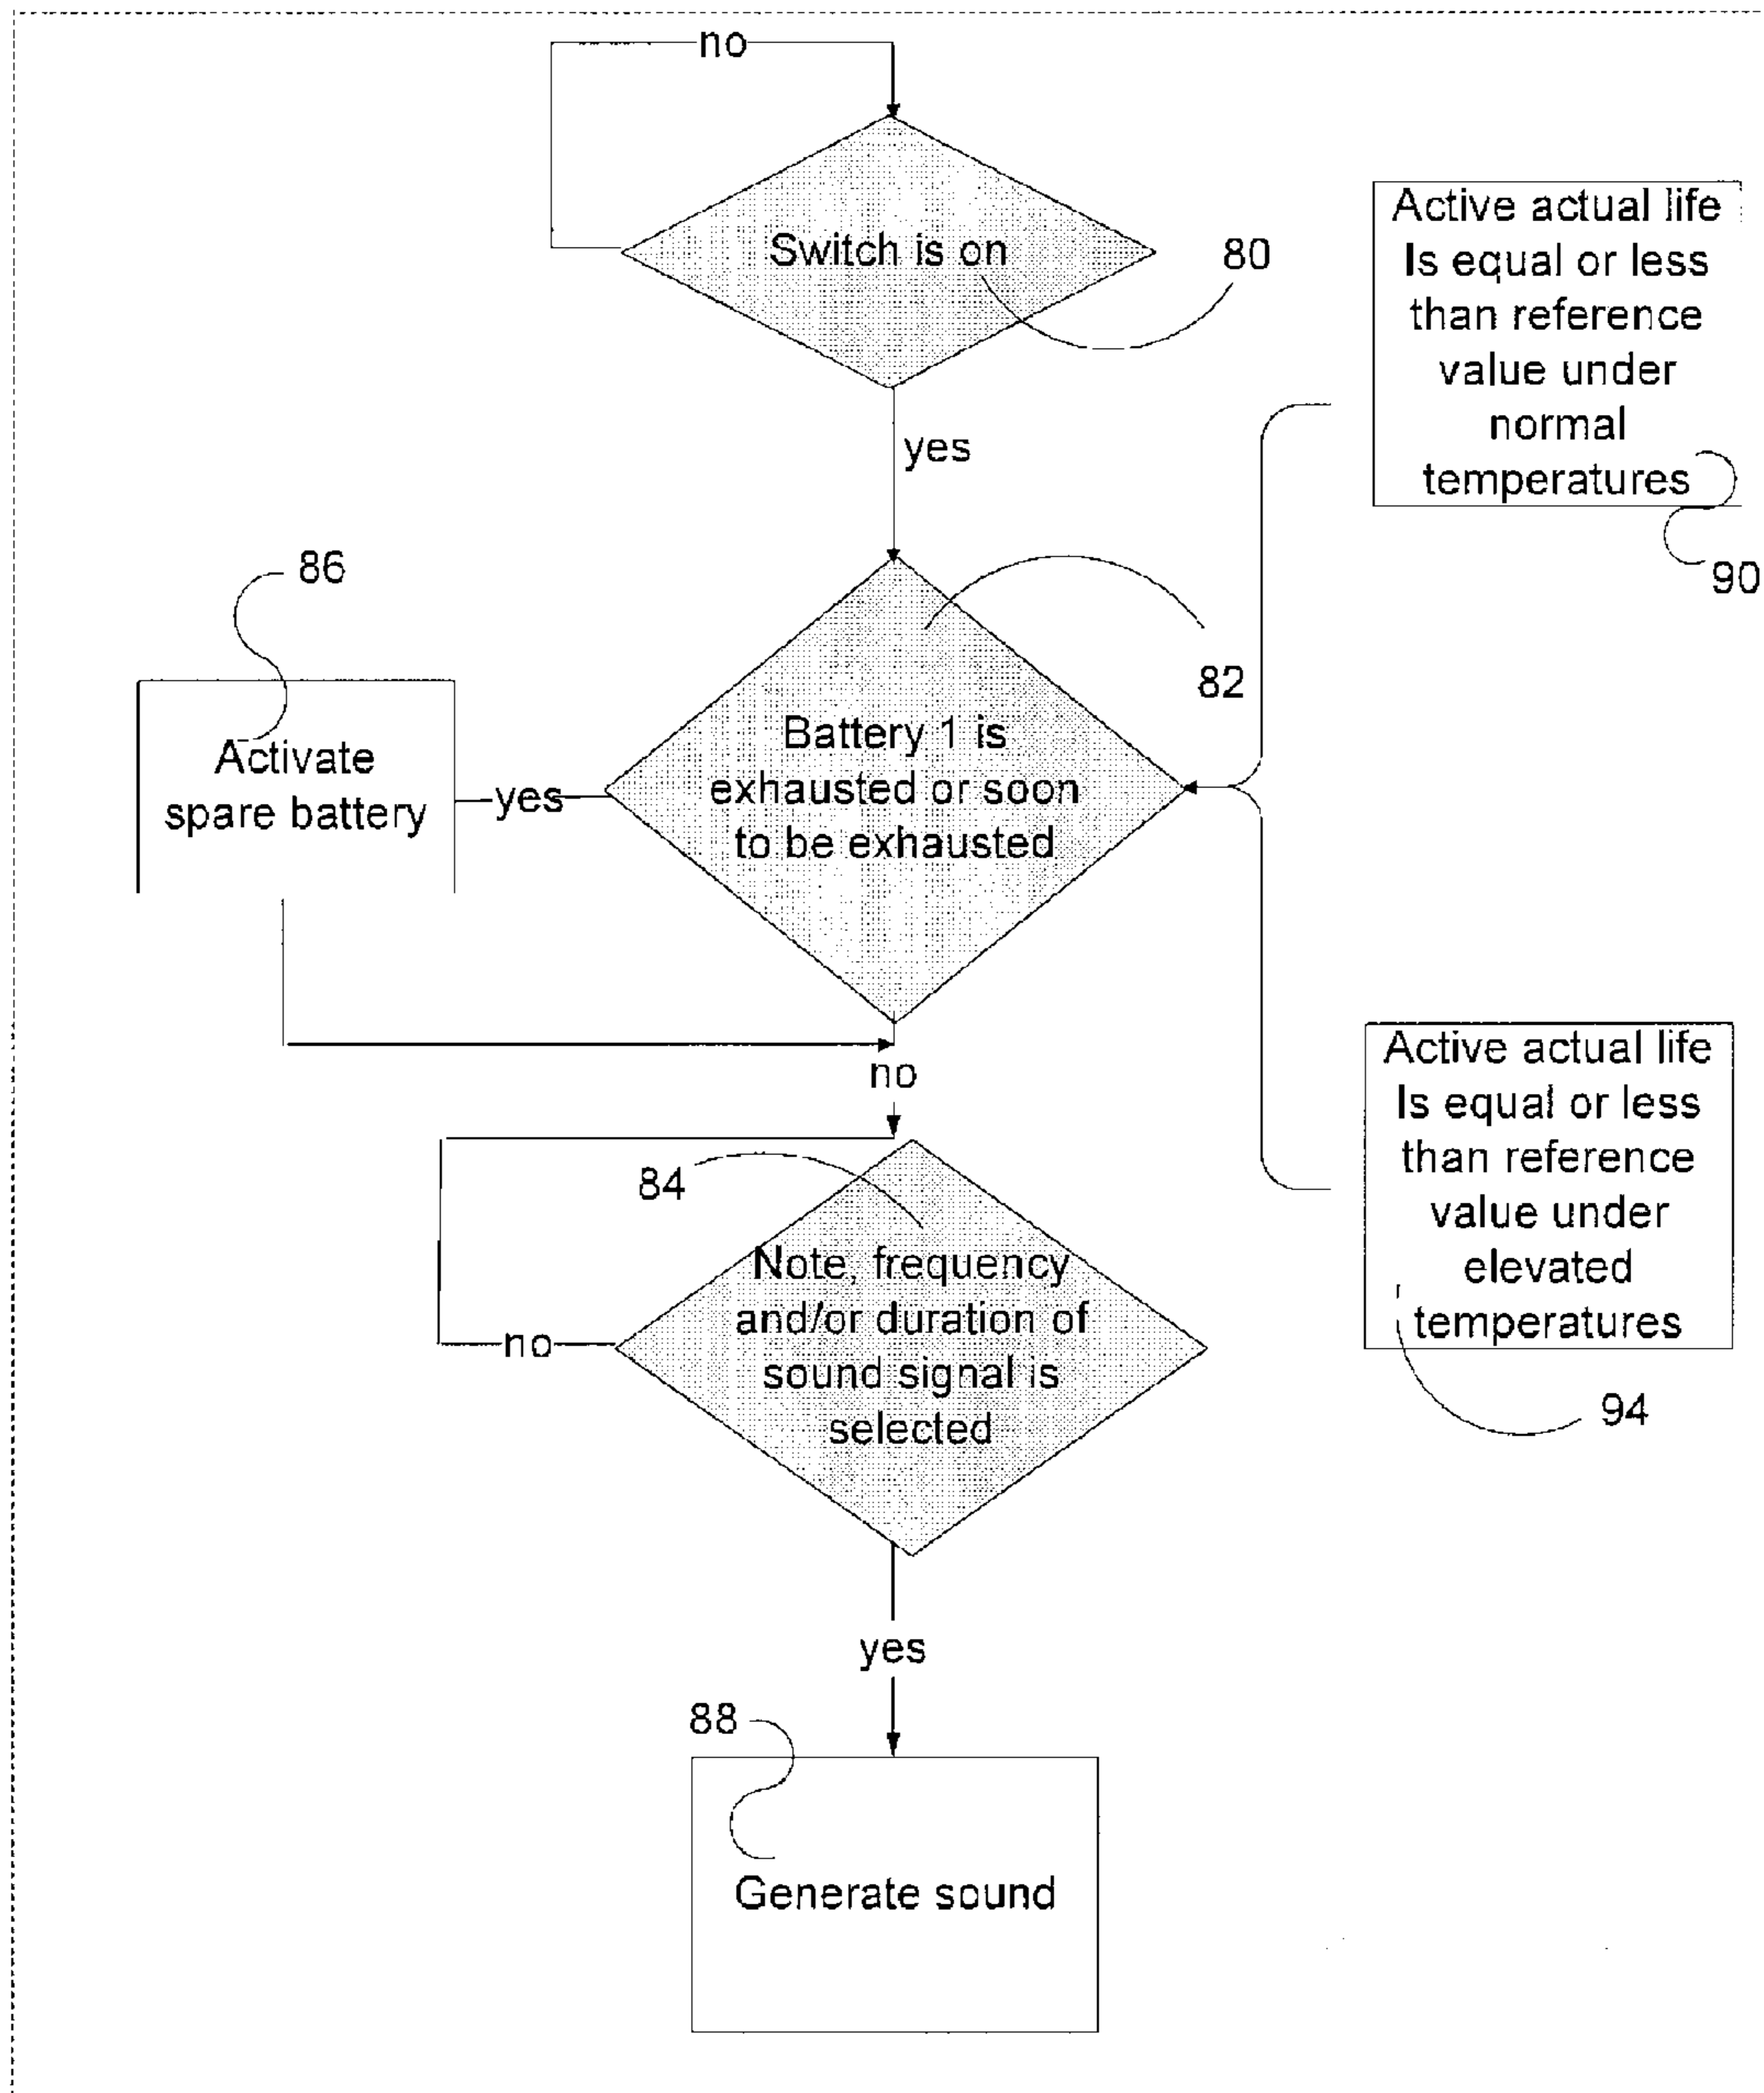 no
Switch is on
80
Active actual life
Is equal or less
than reference
value under
normal
temperatures
90
yes
86
82
Activate
spare battery
yes
Battery 1 is
exhausted or soon
to be exhausted
no
84
Note, frequency
and/or duration of
sound signal is
selected
no
Active actual life
Is equal or less
than reference
value under
elevated
temperatures
94
yes
88
Generate sound